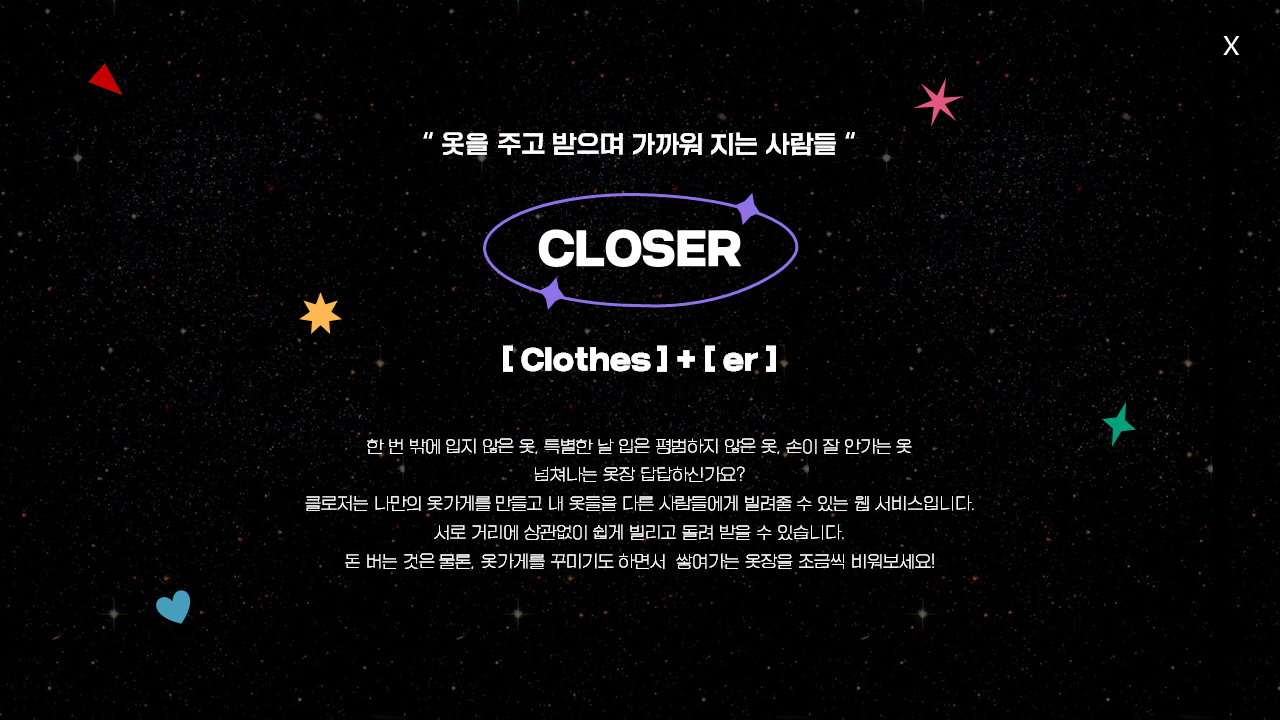 X
“ 옷을 주고 받으며 가까워 지는 사람들 “
CLOSER
[ Clothes ] + [ er ]
한 번 밖에 입지 않은 옷, 특별한 날 입은 평범하지 않은 옷, 손이 잘 안가는 옷
넘쳐나는 옷장 답답하신가요?
클로저는 나만의 옷가게를 만들고 내 옷들을 다른 사람들에게 빌려줄 수 있는 웹 서비스입니다.
서로 거리에 상관없이 쉽게 빌리고 돌려 받을 수 있습니다.
돈 버는 것은 물론, 옷가게를 꾸미기도 하면서 쌓여가는 옷장을 조금씩 비워보세요!